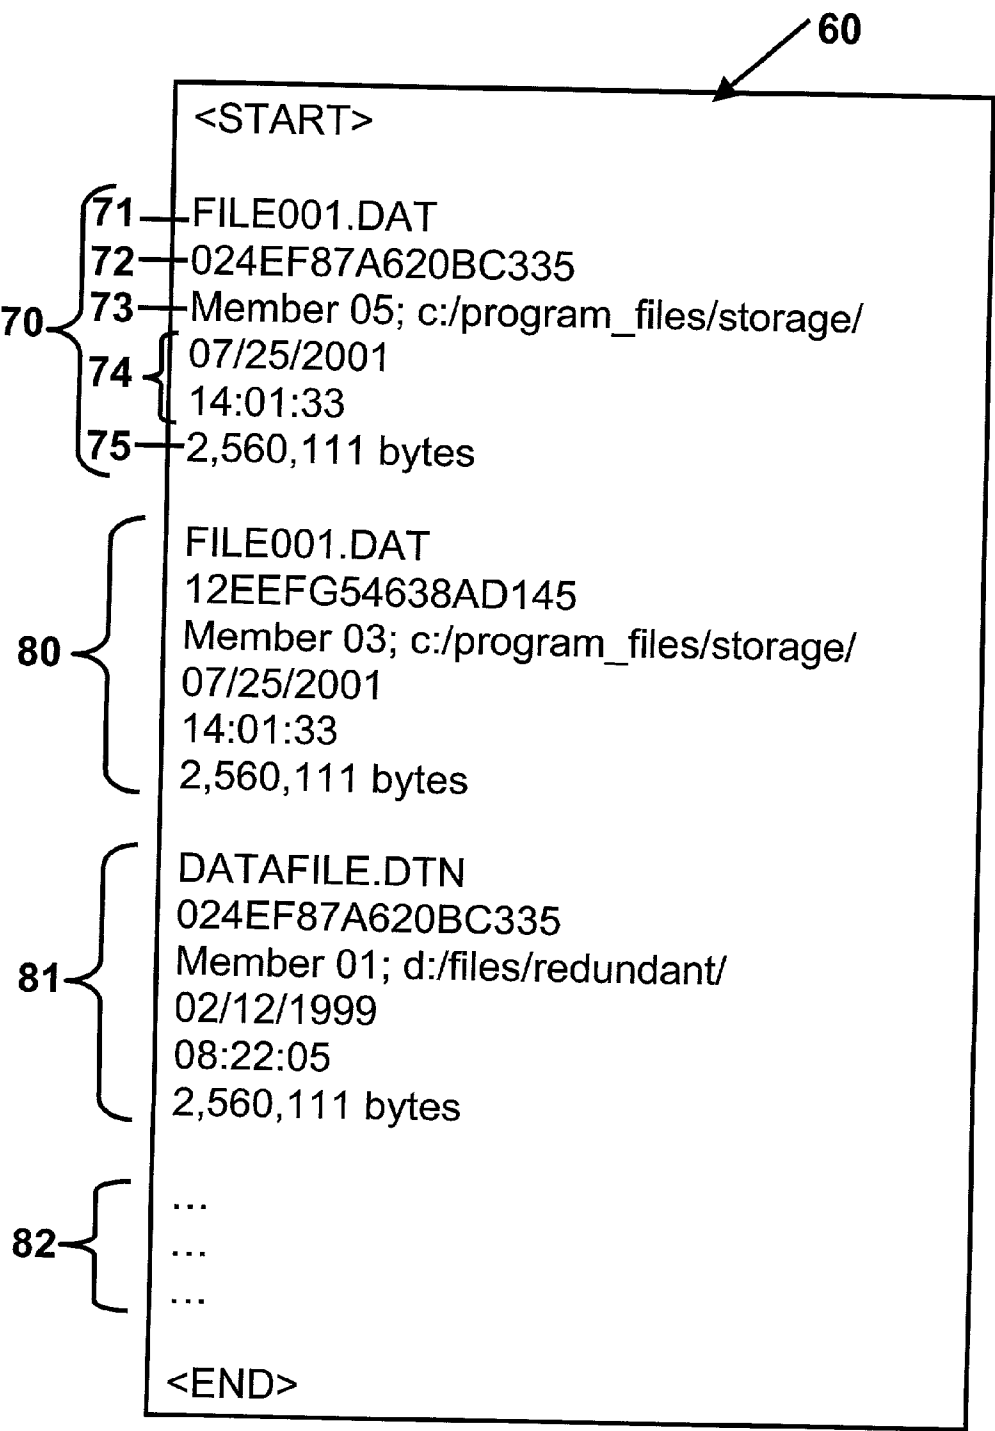 60
<START>
70
71 FILE001.DAT
72 024EF87A620BC335
73 Member 05; c:/program_files/storage/
74 07/25/2001
14:01:33
75 2,560,111 bytes
80
FILE001.DAT
12EEFG54638AD145
Member 03; c:/program_files/storage/
07/25/2001
14:01:33
2,560,111 bytes
81
DATAFILE.DTN
024EF87A620BC335
Member 01; d:/files/redundant/
02/12/1999
08:22:05
2,560,111 bytes
82
...
...
...
<END>